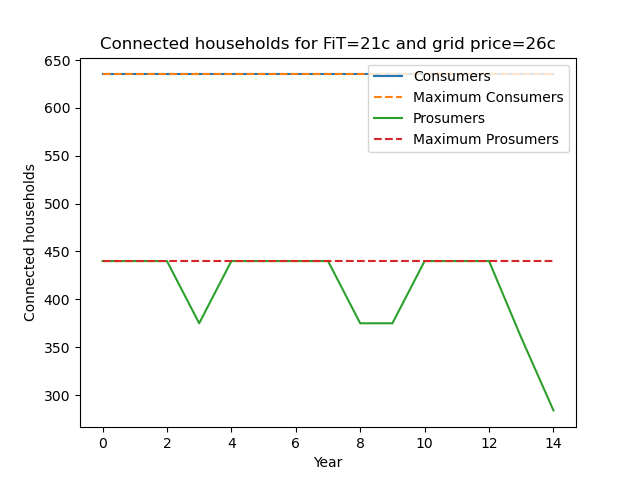 Connected households for FiT=21c and grid price=26c
650
600
550
500
450
400
350
300
Connected households
Consumers
Maximum Consumers
Prosumers
Maximum Prosumers
0 2 4 6 8 10 12 14
Year